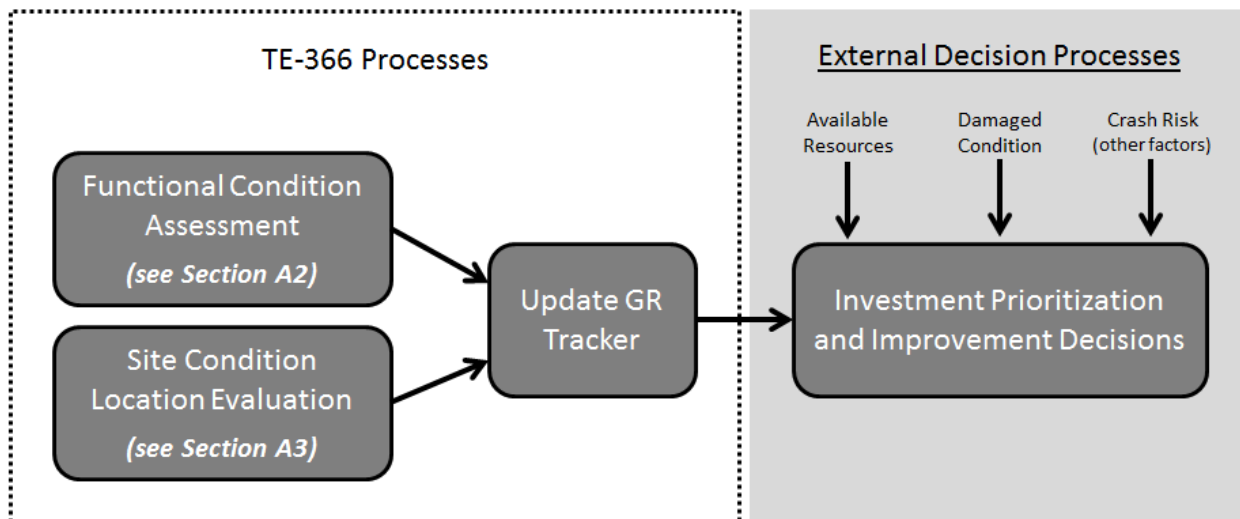 TE-366 Processes
Functional Condition
Assessment
(see Section A2)
Site Condition
Location Evaluation
(see Section A3)
Update GR
Tracker
External Decision Processes
Available
Resources
Damaged
Condition
Crash Risk
(other factors)
Investment Prioritization
and Improvement Decisions